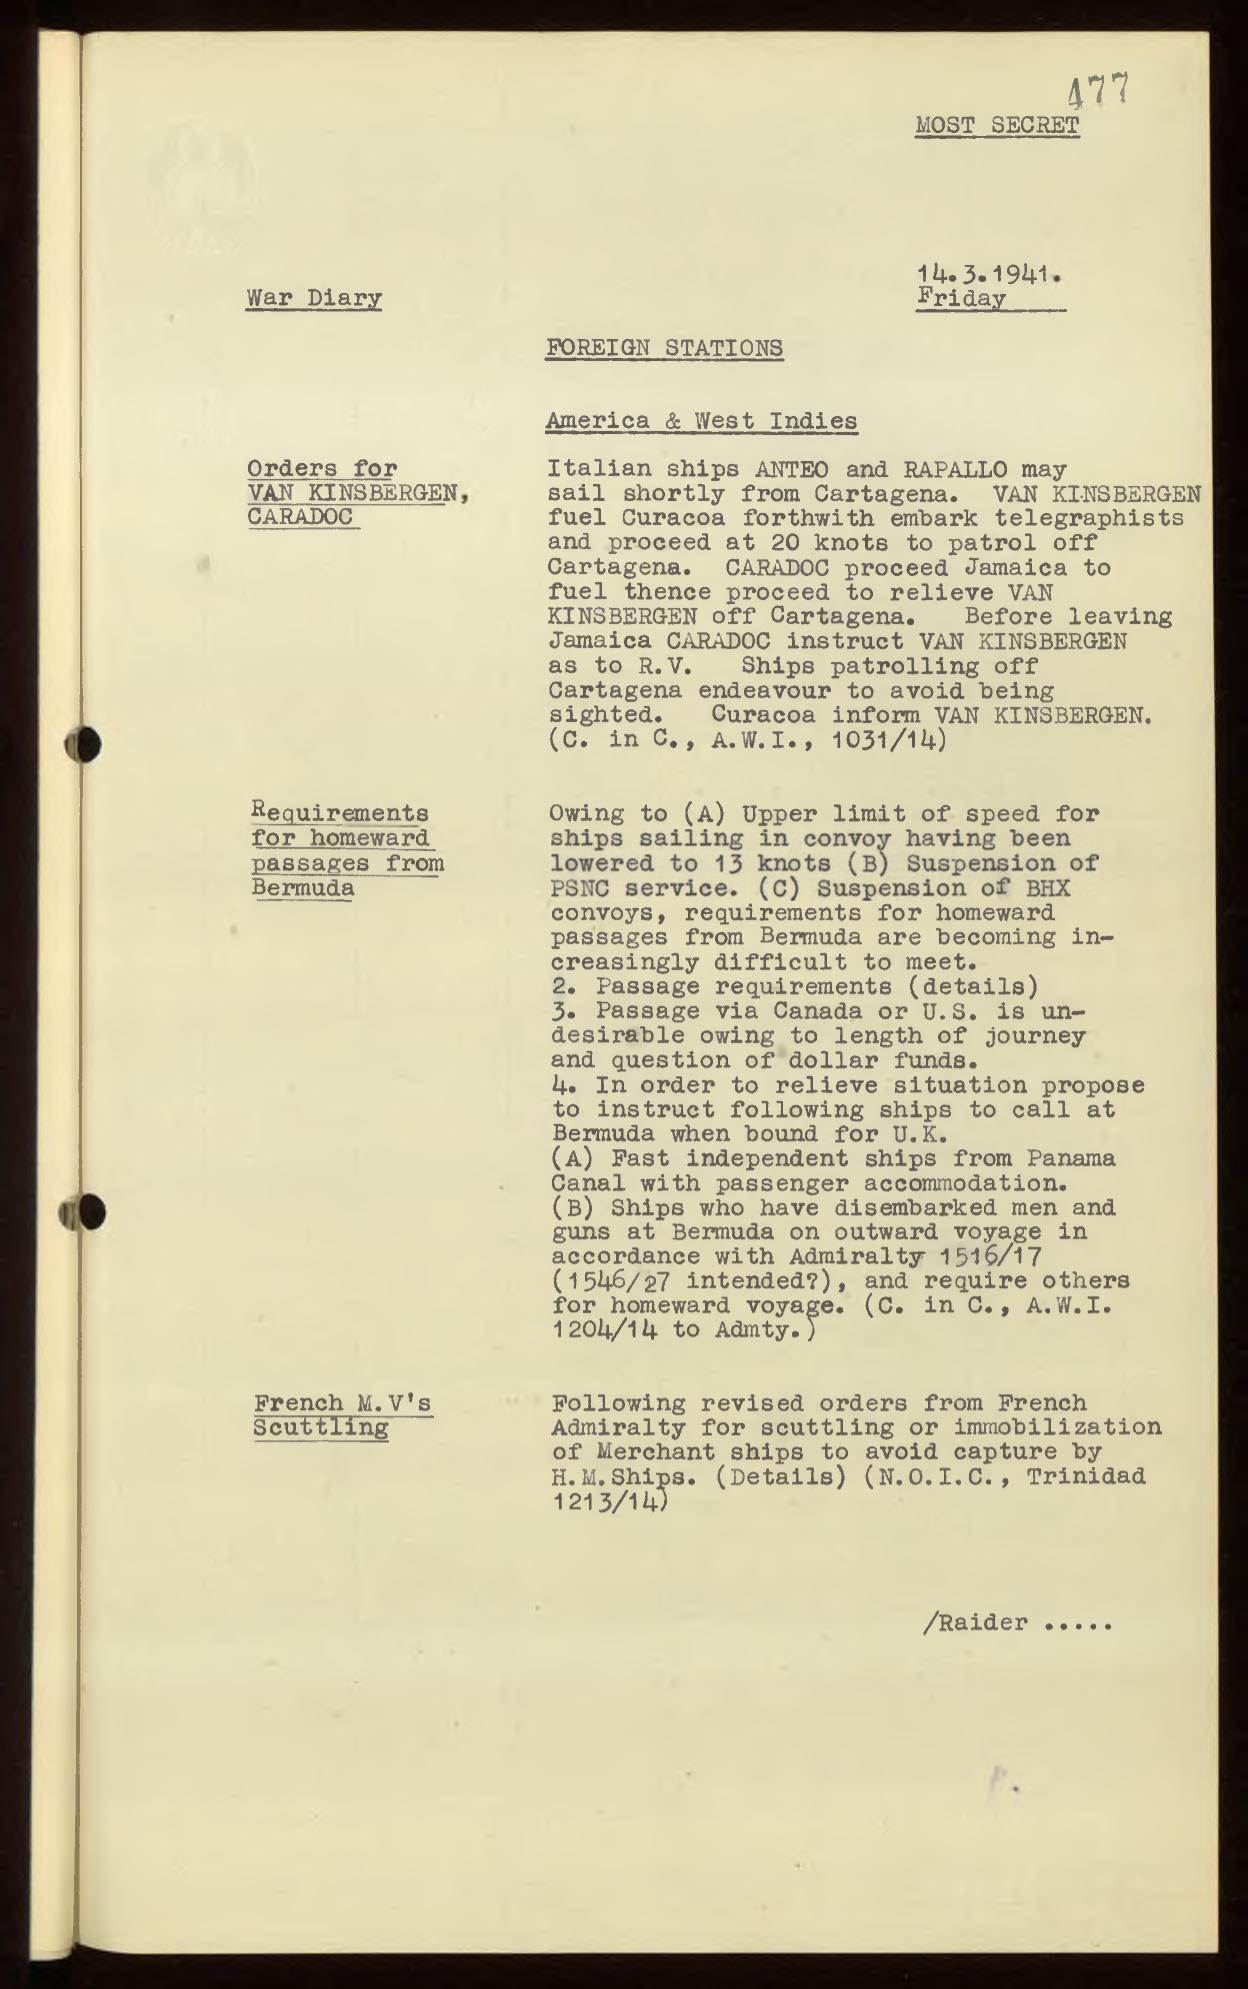 477
MOST SECRET
14.3.1941.
War Diary
Friday
FOREIGN STATIONS
America & West Indies
Orders for
VAN KINSBERGEN,
CARADOC
Italian ships ANTEO and RAPALLO may
sail shortly from Cartagena.  VAN KINSBERGEN
fuel Curacoa forthwith embark telegraphists
and proceed at 20 knots to patrol off
Cartagena.  CARADOC proceed Jamaica to
fuel thence proceed to relieve VAN
KINSBERGEN off Cartagena.   Before leaving
Jamaica CARADOC instruct VAN KINSBERGEN
as to R.V.   Ships patrolling off
Cartagena endeavour to avoid being
sighted.   Curacoa inform VAN KINSBERGEN.
(C. in C., A.W.I., 1031/14)
Requirements
for homeward
passages from
Bermuda
Owing to (A) Upper limit of speed for
ships sailing in convoy having been
lowered to 13 knots (B) Suspension of
PSNC service. (C) Suspension of BHX
convoys, requirements for homeward
passages from Bermuda are becoming in-
creasingly difficult to meet.
2. Passage requirements (details)
3. Passage via Canada or U.S. is un-
desirable owing to length of journey
and question of dollar funds.
4. In order to relieve situation propose
to instruct following ships to call at
Bermuda when bound for U.K.
(A) Fast independent ships from Panama
Canal with passenger accommodation.
(B) Ships who have disembarked men and
guns at Bermuda on outward voyage in
accordance with Admiralty 1516/17
(1546/27 intended?), and require others
for homeward voyage. (C. in C., A.W.I.
1204/14 to Admty.)
French M.V's
Scuttling
Following revised orders from French
Admiralty for scuttling or immobilization
of Merchant ships to avoid capture by
H.M.Ships. (Details) (N.O.I.C., Trinidad
1213/14)
/Raider .....